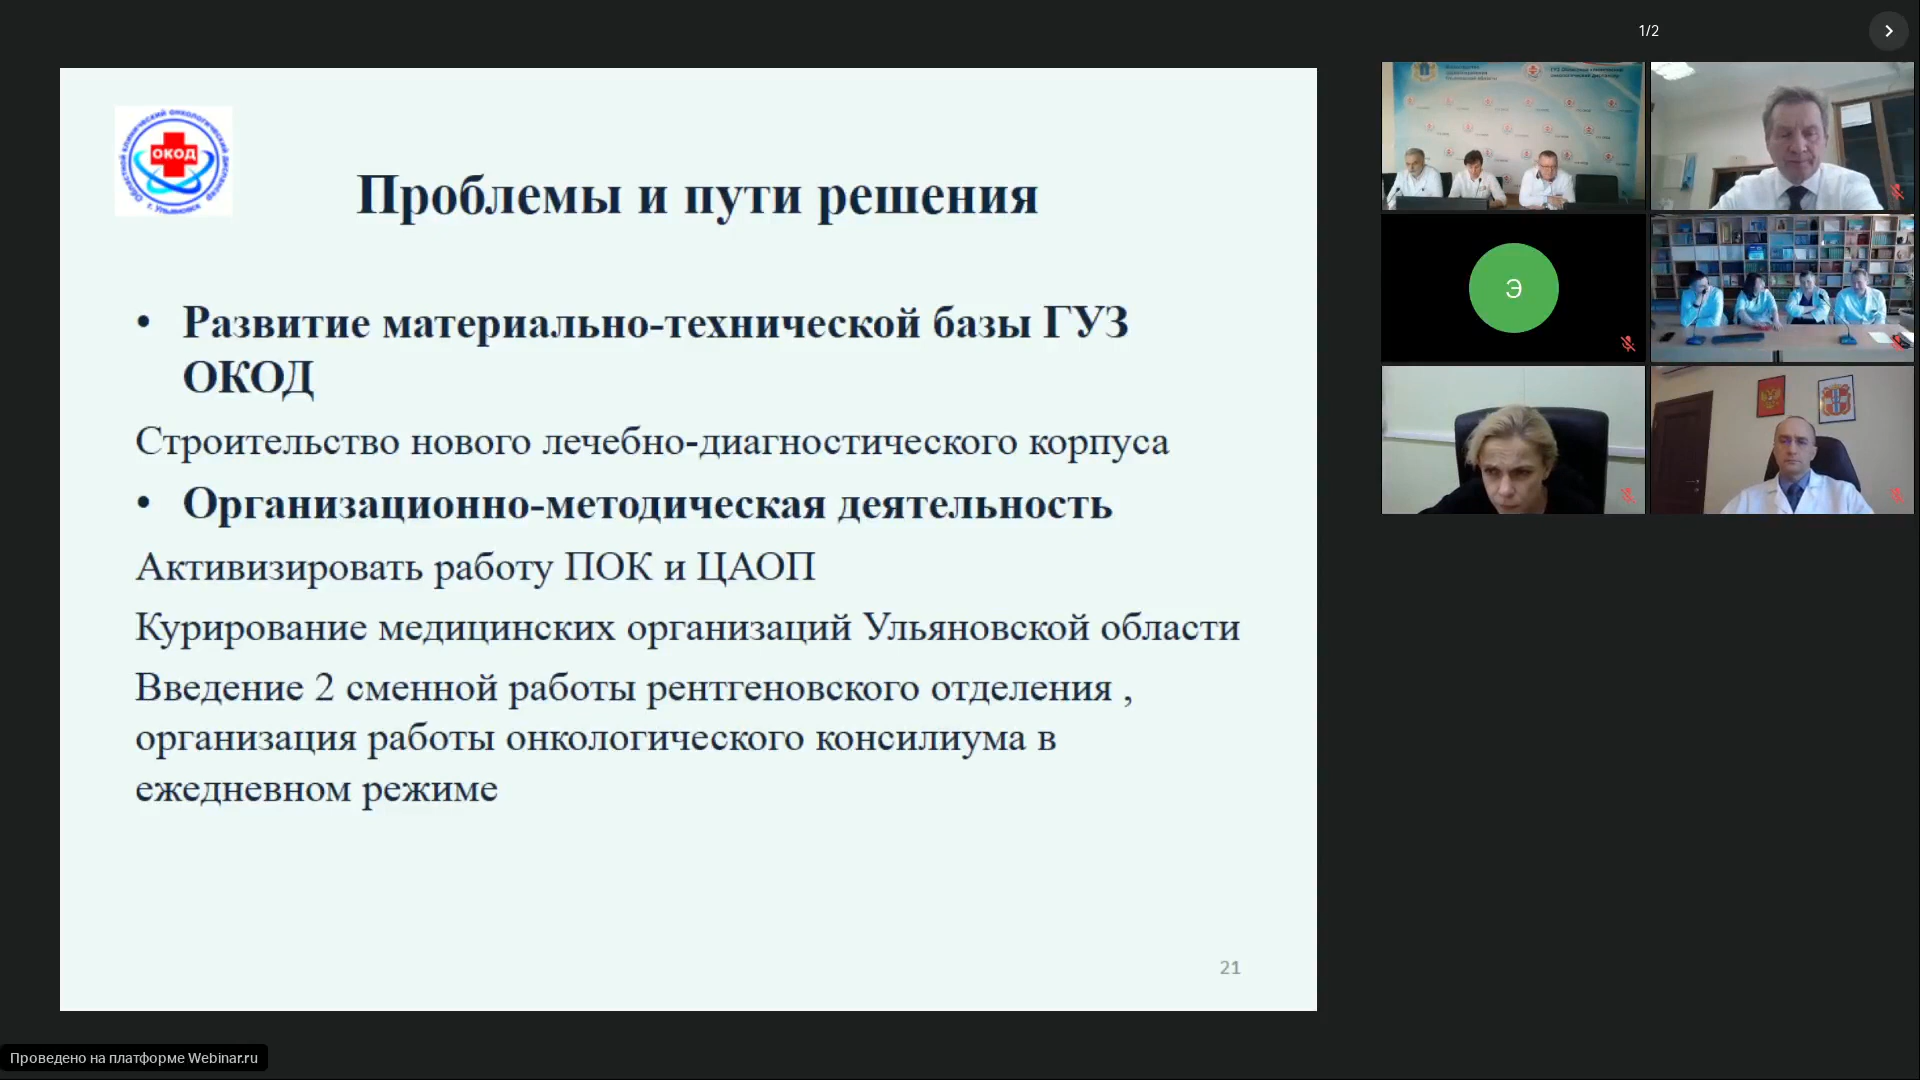 1/2
ОКОД
г. Ульяновск
Проблемы и пути решения
• Развитие материально-технической базы ГУЗ
ОКОД
Строительство нового лечебно-диагностического корпуса
• Организационно-методическая деятельность
Активизировать работу ПОК и ЦАОП
Курирование медицинских организаций Ульяновской области
Введение 2 сменной работы рентгеновского отделения ,
организация работы онкологического консилиума в
ежедневном режиме
21
Э
Проведено на платформе Webinar.ru